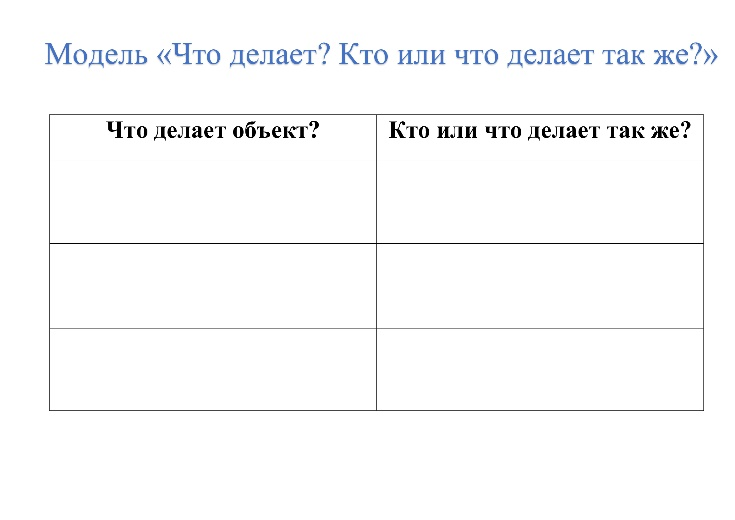 Модель «Что делает? Кто или что делает так же?»
Что делает объект?
Кто или что делает так же?